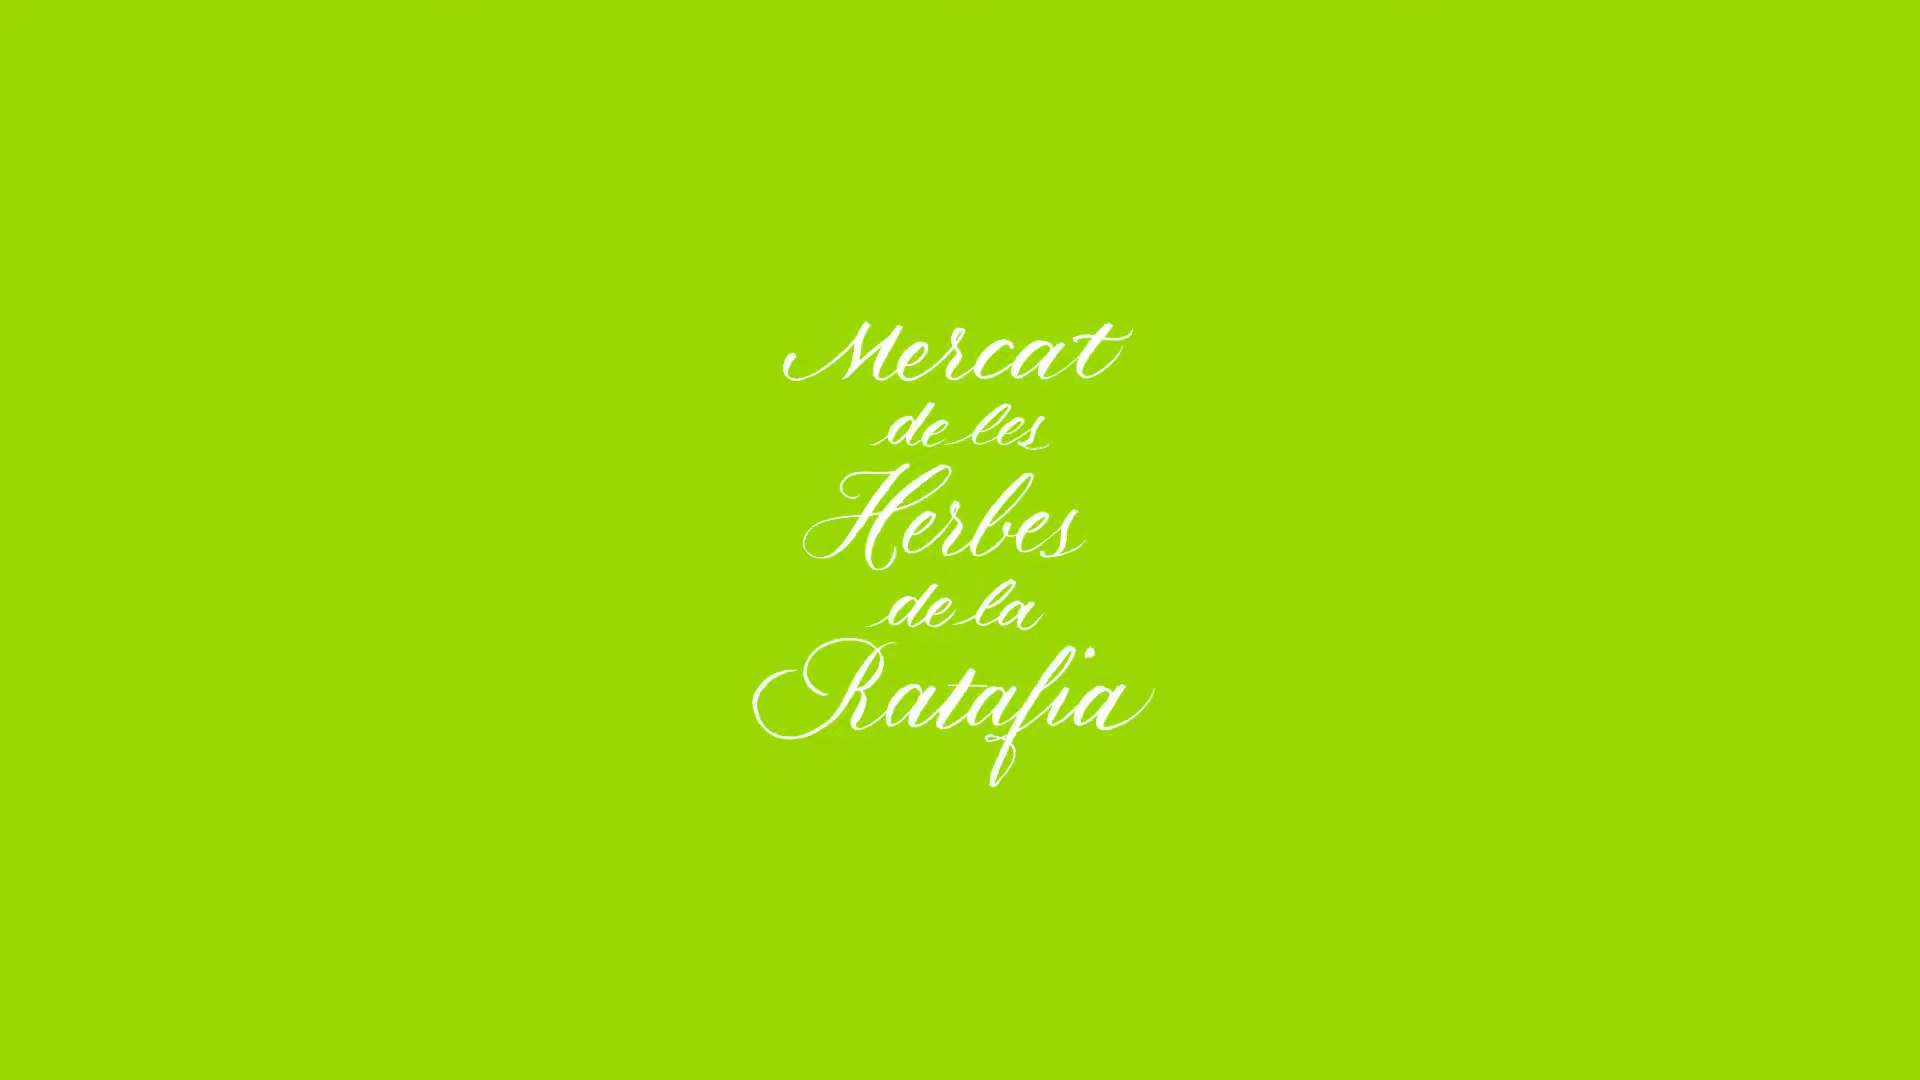 Mercat
de les
Herbes
de la
Ratafia